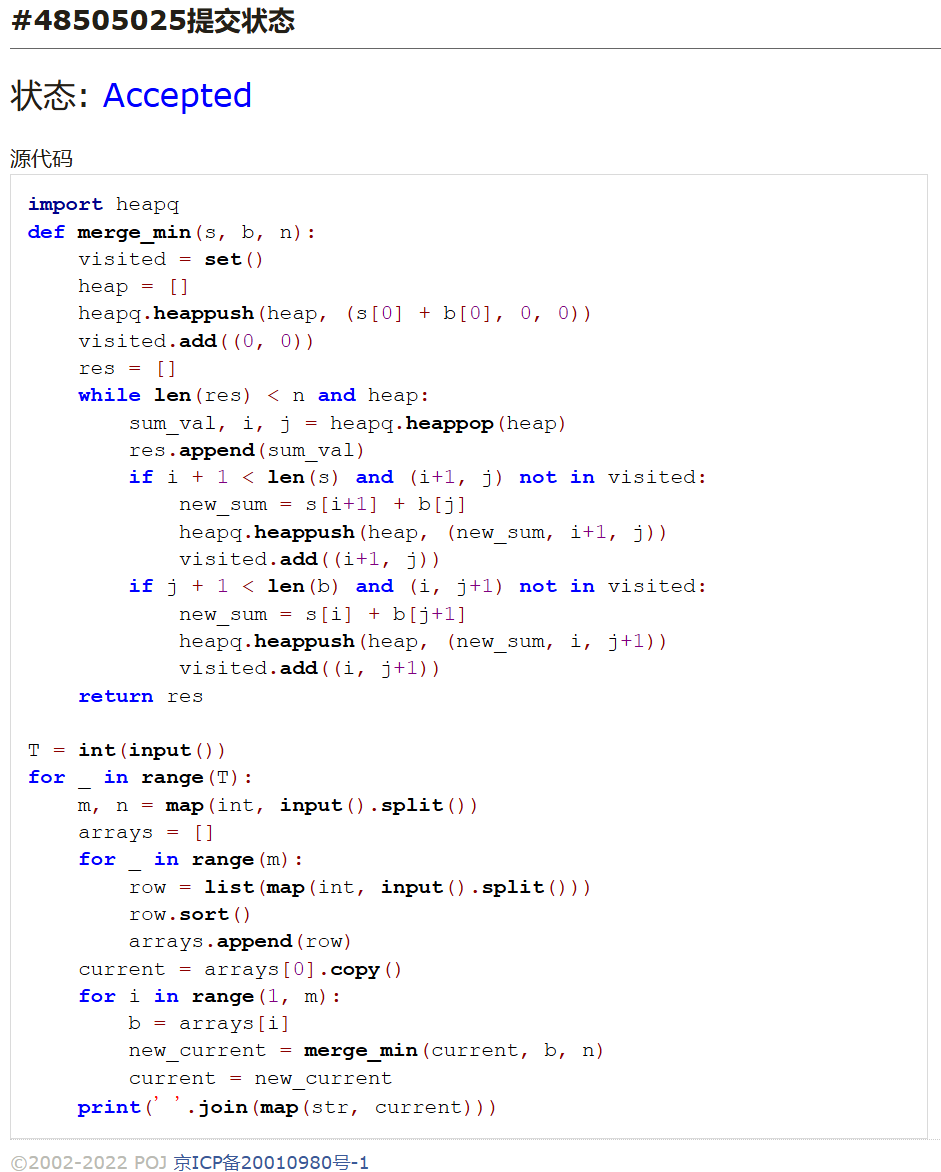 #48505025提交状态
状态: Accepted
源代码
import heapq
def merge_min(s, b, n):
    visited = set()
    heap = []
    heapq.heappush(heap, (s[0] + b[0], 0, 0))
    visited.add((0, 0))
    res = []
    while len(res) < n and heap:
        sum_val, i, j = heapq.heappop(heap)
        res.append(sum_val)
        if i + 1 < len(s) and (i+1, j) not in visited:
            new_sum = s[i+1] + b[j]
            heapq.heappush(heap, (new_sum, i+1, j))
            visited.add((i+1, j))
        if j + 1 < len(b) and (i, j+1) not in visited:
            new_sum = s[i] + b[j+1]
            heapq.heappush(heap, (new_sum, i, j+1))
            visited.add((i, j+1))
    return res

T = int(input())
for _ in range(T):
    m, n = map(int, input().split())
    arrays = []
    for _ in range(m):
        row = list(map(int, input().split()))
        row.sort()
        arrays.append(row)
    current = arrays[0].copy()
    for i in range(1, m):
        b = arrays[i]
        new_current = merge_min(current, b, n)
        current = new_current
    print(' '.join(map(str, current)))
©2002-2022 POJ 京ICP备20010980号-1